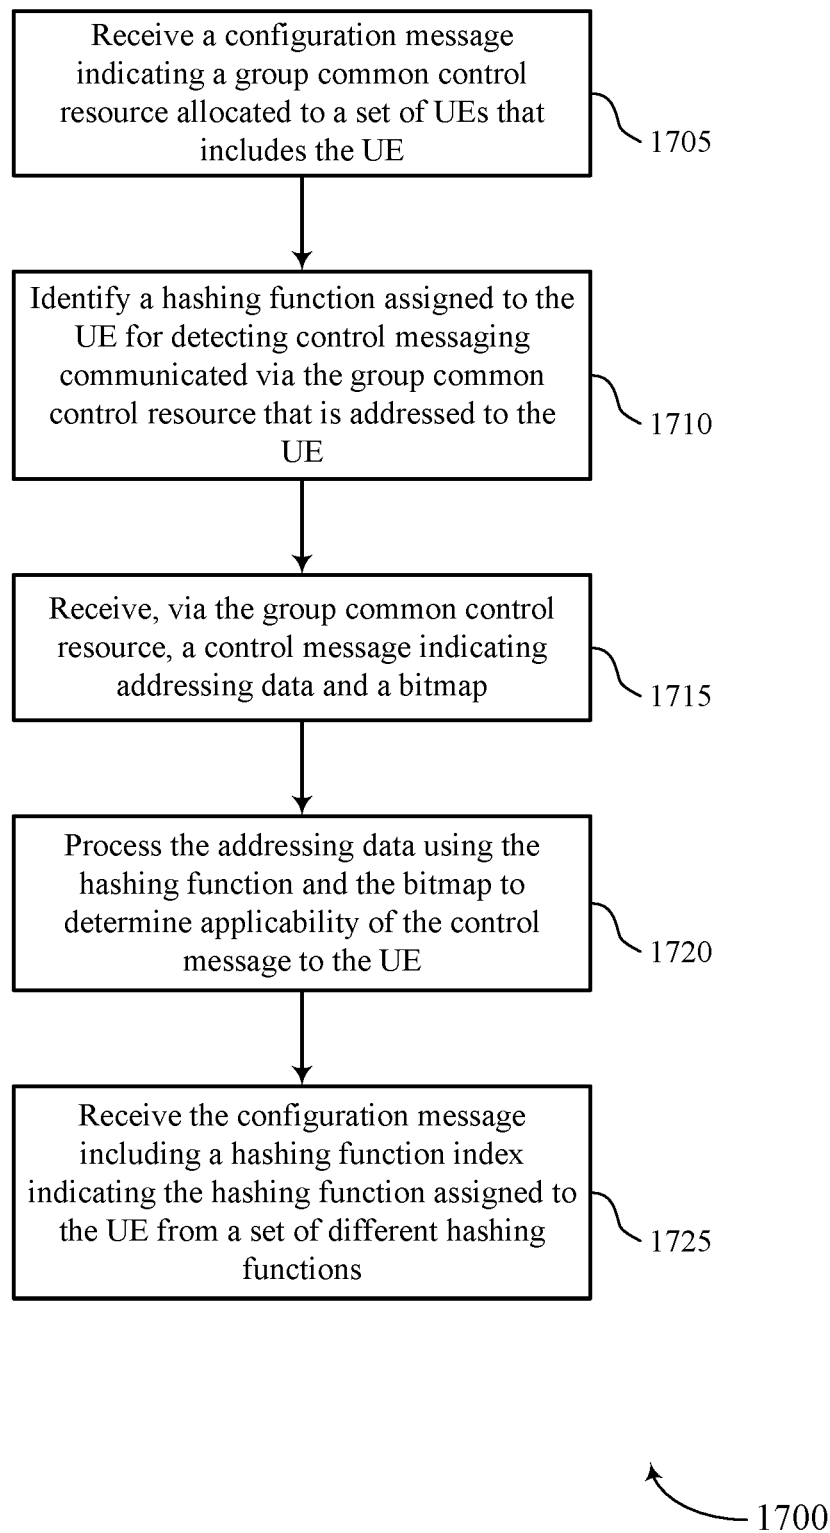 Receive a configuration message
indicating a group common control
resource allocated to a set of UEs that
includes the UE
1705
Identify a hashing function assigned to the
UE for detecting control messaging
communicated via the group common
control resource that is addressed to the
UE
1710
Receive, via the group common control
resource, a control message indicating
addressing data and a bitmap
1715
Process the addressing data using the
hashing function and the bitmap to
determine applicability of the control
message to the UE
1720
Receive the configuration message
including a hashing function index
indicating the hashing function assigned to
the UE from a set of different hashing
functions
1725
1700